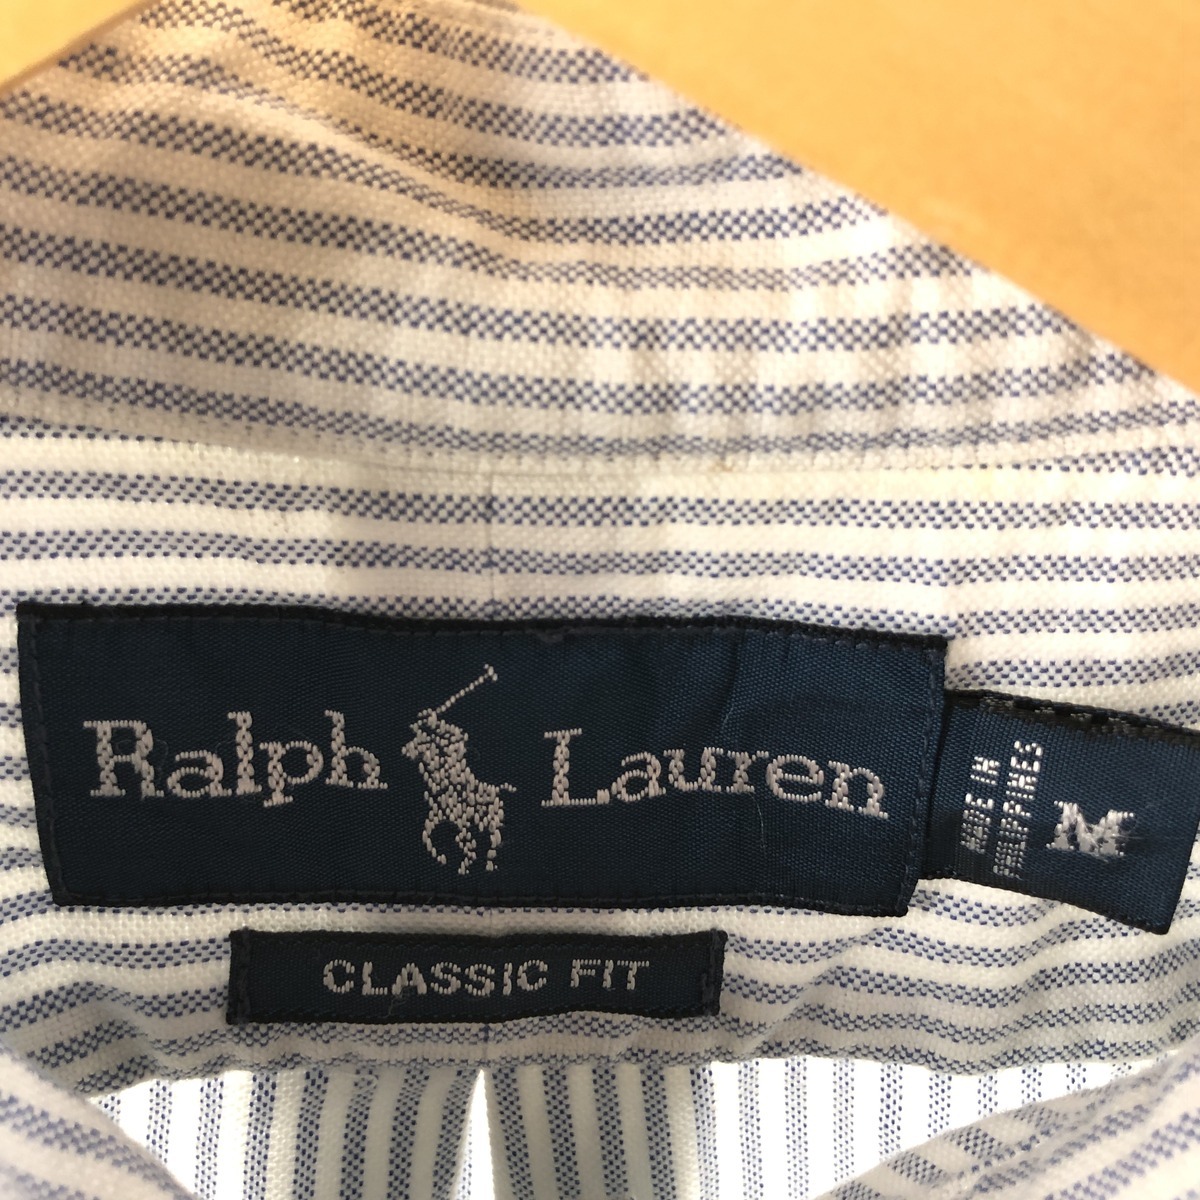 Ralph Lauren
MADE IN
PHILIPPINES
M
CLASSIC FIT